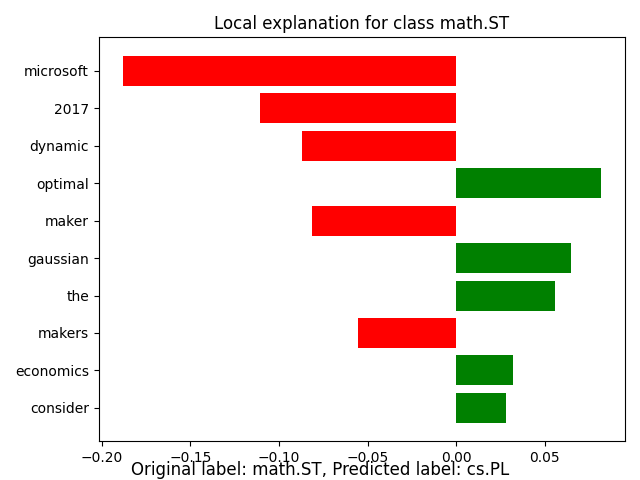 Local explanation for class math.ST
microsoft
2017
dynamic
optimal
maker
gaussian
the
makers
economics
consider
−0.20 −0.15 −0.10 −0.05 0.00 0.05
Original label: math.ST, Predicted label: cs.PL